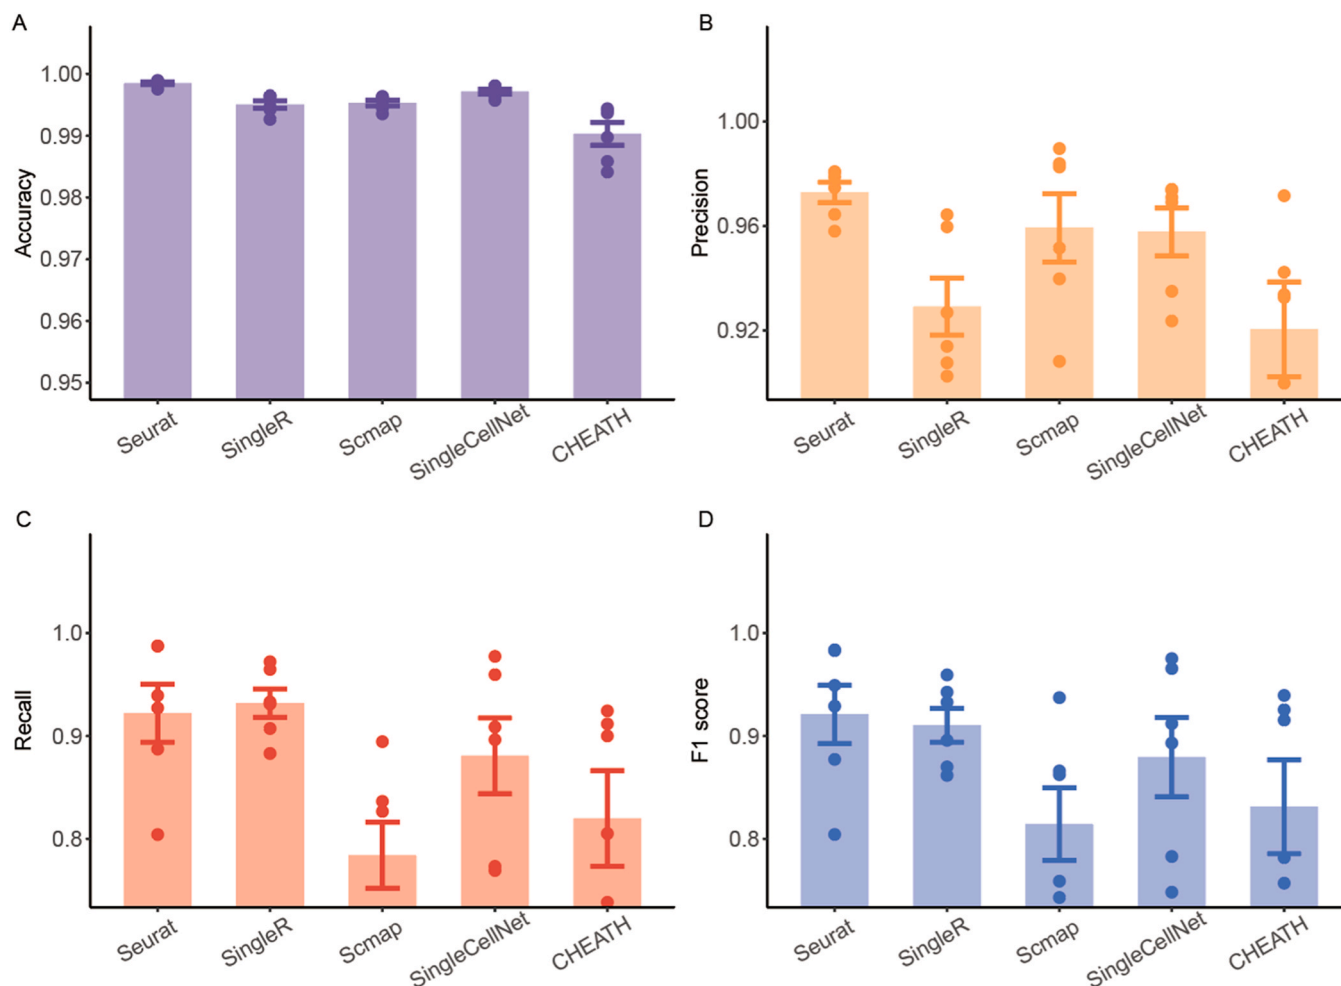 A
Accuracy
1.00
0.99
0.98
0.97
0.96
0.95
Seurat
SingleR
Scmap
SingleCellNet
CHEATH
B
Precision
1.00
0.96
0.92
Seurat
SingleR
Scmap
SingleCellNet
CHEATH
C
Recall
1.0
0.9
0.8
Seurat
SingleR
Scmap
SingleCellNet
CHEATH
D
F1 score
1.0
0.9
0.8
Seurat
SingleR
Scmap
SingleCellNet
CHEATH